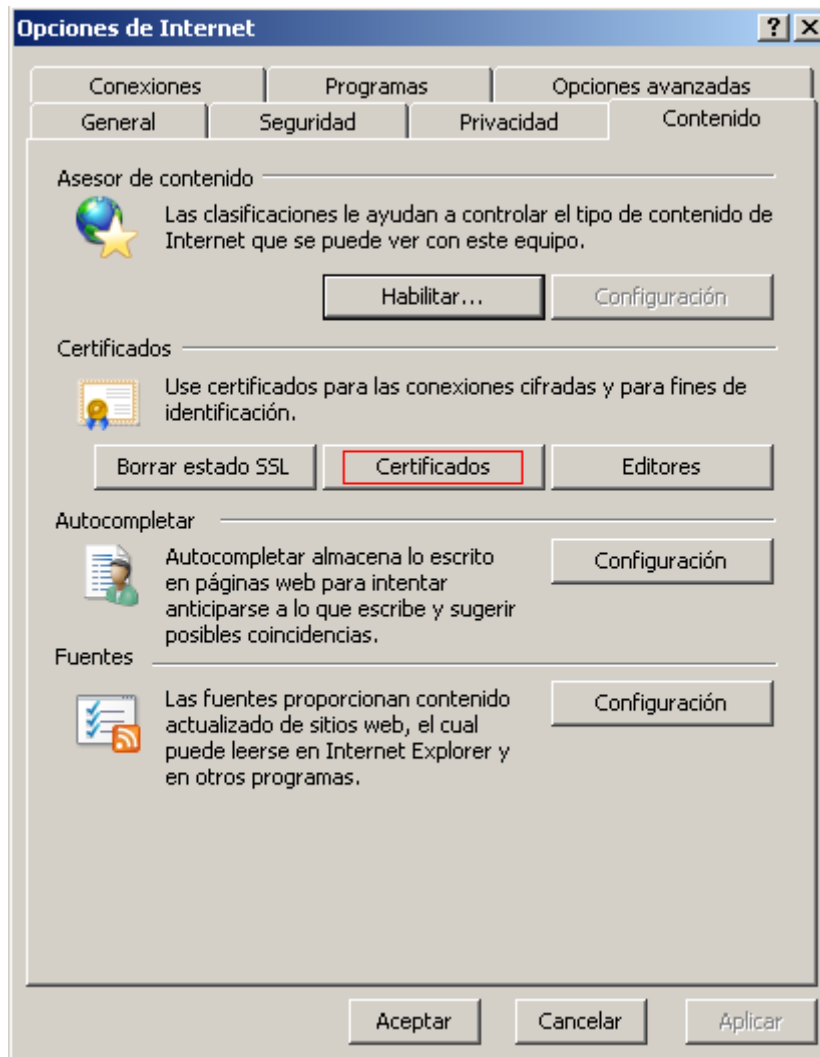 Opciones de Internet
Conexiones
Programas
Opciones avanzadas
General
Seguridad
Privacidad
Contenido
Asesor de contenido
Las clasificaciones le ayudan a controlar el tipo de contenido de
Internet que se puede ver con este equipo.
Habilitar...
Configuración
Certificados
Use certificados para las conexiones cifradas y para fines de
identificación.
Borrar estado SSL
Certificados
Editores
Autocompletar
Autocompletar almacena lo escrito
en páginas web para intentar
anticiparse a lo que escribe y sugerir
posibles coincidencias.
Configuración
Fuentes
Las fuentes proporcionan contenido
actualizado de sitios web, el cual
puede leerse en Internet Explorer y
en otros programas.
Configuración
Aceptar
Cancelar
Aplicar